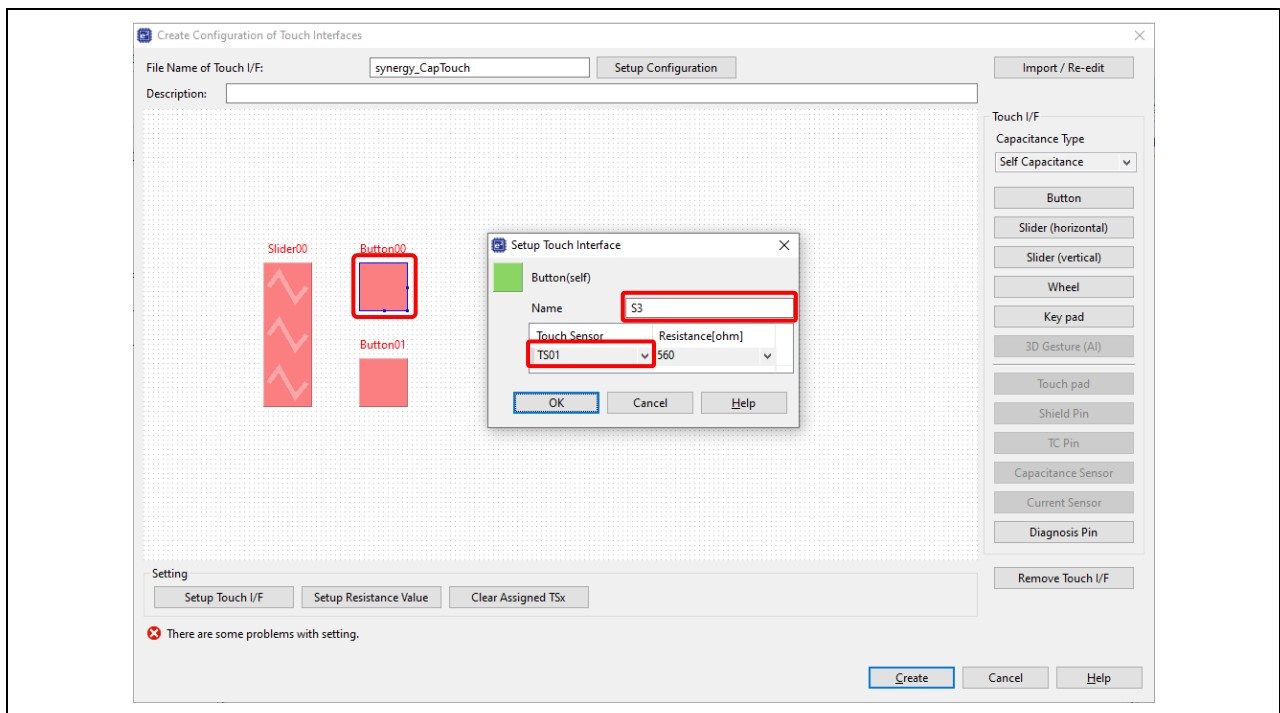 Create Configuration of Touch Interfaces
File Name of Touch I/F: synergy_CapTouch Setup Configuration Import / Re-edit
Description:
Touch I/F
Capacitance Type
Self Capacitance
Button
Slider (horizontal)
Slider (vertical)
Wheel
Key pad
3D Gesture (AI)
Touch pad
Shield Pin
TC Pin
Capacitance Sensor
Current Sensor
Diagnosis Pin
Remove Touch I/F
Slider00 Button00
Button01
Setup Touch Interface
Button(self)
Name S3
Touch Sensor Resistance[ohm]
TS01 560
OK Cancel Help
Setting
Setup Touch I/F Setup Resistance Value Clear Assigned TSx
There are some problems with setting.
Create Cancel Help